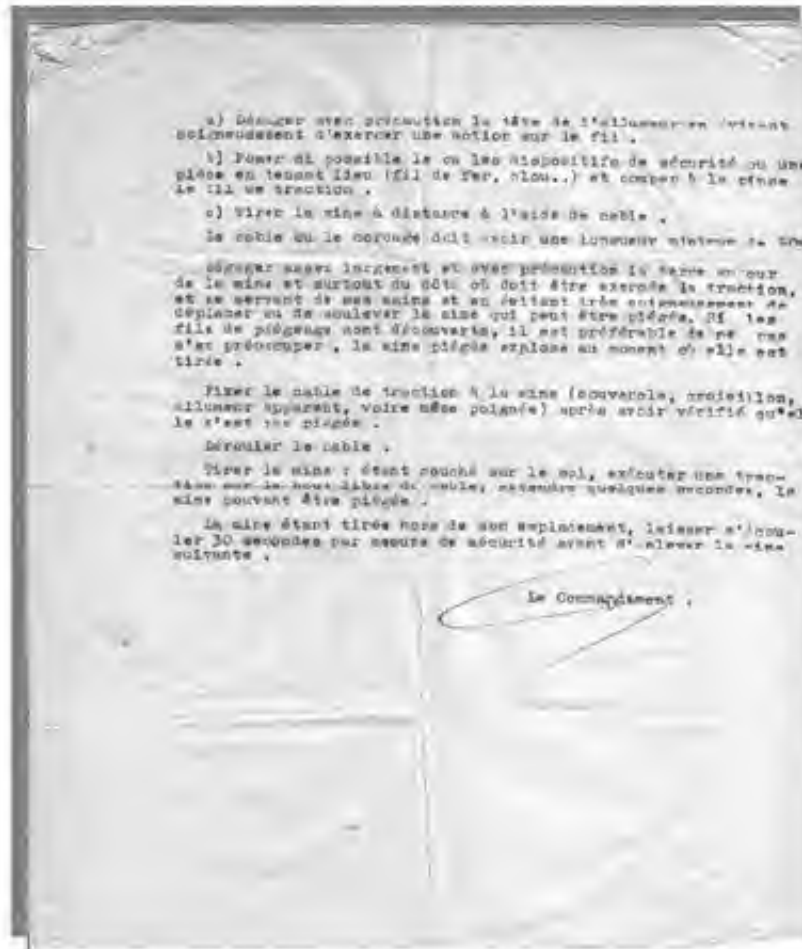 a) Dégager avec précaution la tête de l'allumeur en évitant
soigneusement d'exercer une action sur le fil .
b) Poser si possible le ou les dispositifs de sécurité ou une
pièce en tenant lieu (fil de fer, clou..) et couper à la pince
le fil de traction .
c) Tirer la mine à distance à l'aide de cable .
Le cable ou le cordage doit avoir une longueur minimum de
Dégager assez largement et avec précaution la terre autour
de la mine et surtout du côté où doit être exercée la traction,
et se servant de ses mains et en évitant très soigneusement de
déplacer ou de soulever la mine qui peut être piégée. Si les
fils de piégeage sont découverts, il est préférable de ne pas
s'en préoccuper . la mine piégée explose au moment où elle est
tirée .
Fixer le cable de traction à la mine (couvercle, croisillon,
allumeur apparent, voire même poignée) après avoir vérifié qu'el
le n'est pas piégée .
Dérouler le cable .
Tirer la mine : étant couché sur le sol, exécuter une trac-
tion sur le bout libre du cable, attendre quelques secondes, la
mine pouvant être piégée .
La mine étant tirée hors de son emplacement, laisser s'écou-
ler 30 secondes par mesure de sécurité avant d'enlever la mine
suivante .
Le Commandement .